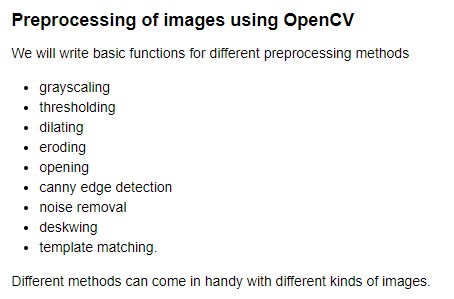 Preprocessing of images using OpenCV
We will write basic functions for different preprocessing methods
• grayscaling
• thresholding
• dilating
• eroding
• opening
• canny edge detection
• noise removal
• deskwing
• template matching.
Different methods can come in handy with different kinds of images.